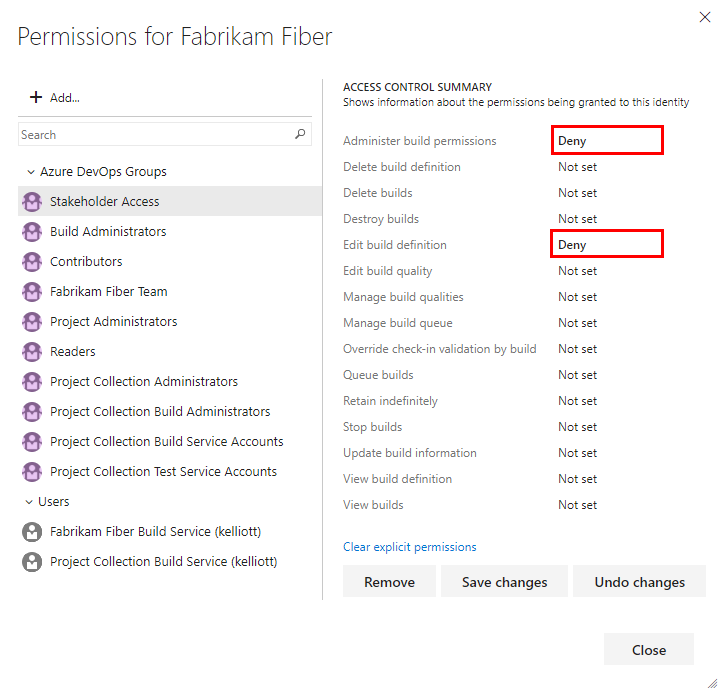 Permissions for Fabrikam Fiber
Add...
Search
Azure DevOps Groups
Stakeholder Access
Build Administrators
Contributors
Fabrikam Fiber Team
Project Administrators
Readers
Project Collection Administrators
Project Collection Build Administrators
Project Collection Build Service Accounts
Project Collection Test Service Accounts
Users
Fabrikam Fiber Build Service (kelliott)
Project Collection Build Service (kelliott)
ACCESS CONTROL SUMMARY
Shows information about the permissions being granted to this identity
Administer build permissions Deny
Delete build definition Not set
Delete builds Not set
Destroy builds Not set
Edit build definition Deny
Edit build quality Not set
Manage build qualities Not set
Manage build queue Not set
Override check-in validation by build Not set
Queue builds Not set
Retain indefinitely Not set
Stop builds Not set
Update build information Not set
View build definition Not set
View builds Not set
Clear explicit permissions
Remove Save changes Undo changes
Close